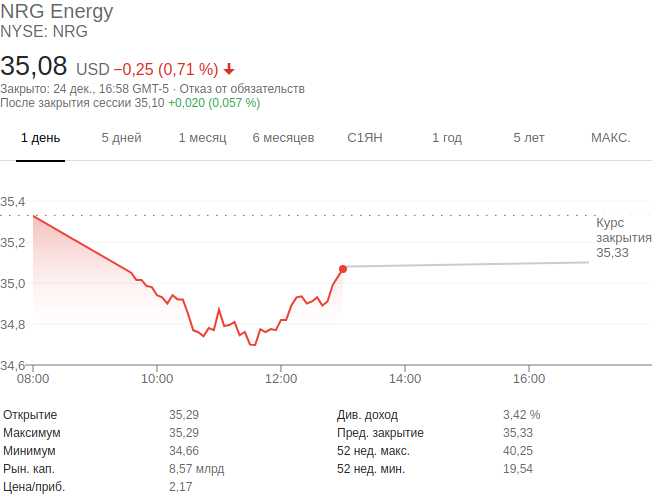 NRG Energy
NYSE: NRG
35,08 USD −0,25 (0,71 %)
Закрыто: 24 дек., 16:58 GMT-5 · Отказ от обязательств
После закрытия сессии 35,10 +0,020 (0,057 %)
1 день 5 дней 1 месяц 6 месяцев С1ЯН 1 год 5 лет МАКС.
35,4
Курс
закрытия
35,33
35,2
35,0
34,8
34,6
08:00 10:00 12:00 14:00 16:00
Открытие 35,29 Див. доход 3,42 %
Максимум 35,29 Пред. закрытие 35,33
Минимум 34,66 52 нед. макс. 40,25
Рын. кап. 8,57 млрд 52 нед. мин. 19,54
Цена/приб. 2,17